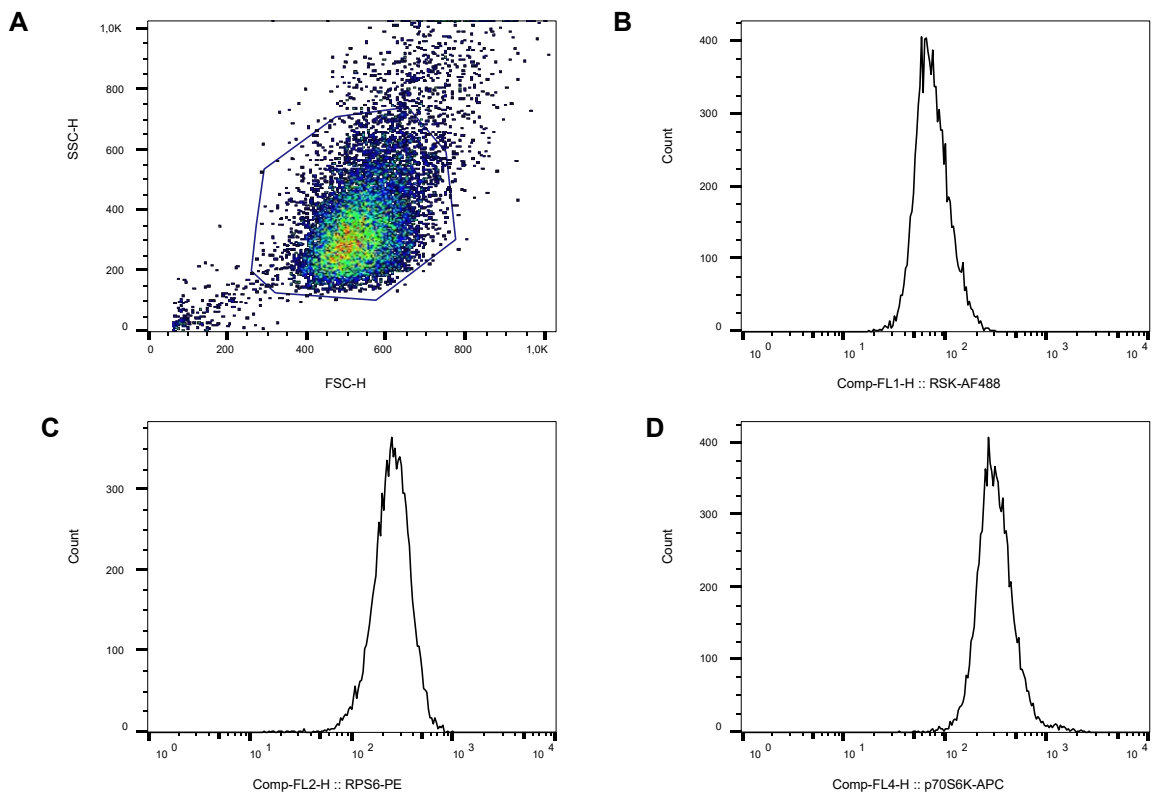 A
1,0K
800
600
400
200
0
SSC-H
0 200 400 600 800 1,0K
FSC-H
B
400
300
200
100
0
Count
10 0 10 1 10 2 10 3 10 4
Comp-FL1-H :: RSK-AF488
C
300
200
100
0
Count
10 0 10 1 10 2 10 3 10 4
Comp-FL2-H :: RPS6-PE
D
400
300
200
100
0
Count
10 0 10 1 10 2 10 3 10 4
Comp-FL4-H :: p70S6K-APC